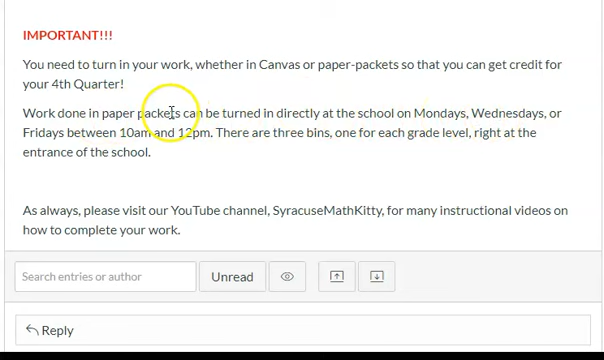 IMPORTANT!!!
You need to turn in your work, whether in Canvas or paper-packets so that you can get credit for
your 4th Quarter!
Work done in paper packets can be turned in directly at the school on Mondays, Wednesdays, or
Fridays between 10am and 12pm. There are three bins, one for each grade level, right at the
entrance of the school.
As always, please visit our YouTube channel, SyracuseMathKitty, for many instructional videos on
how to complete your work.
Search entries or author Unread
Reply